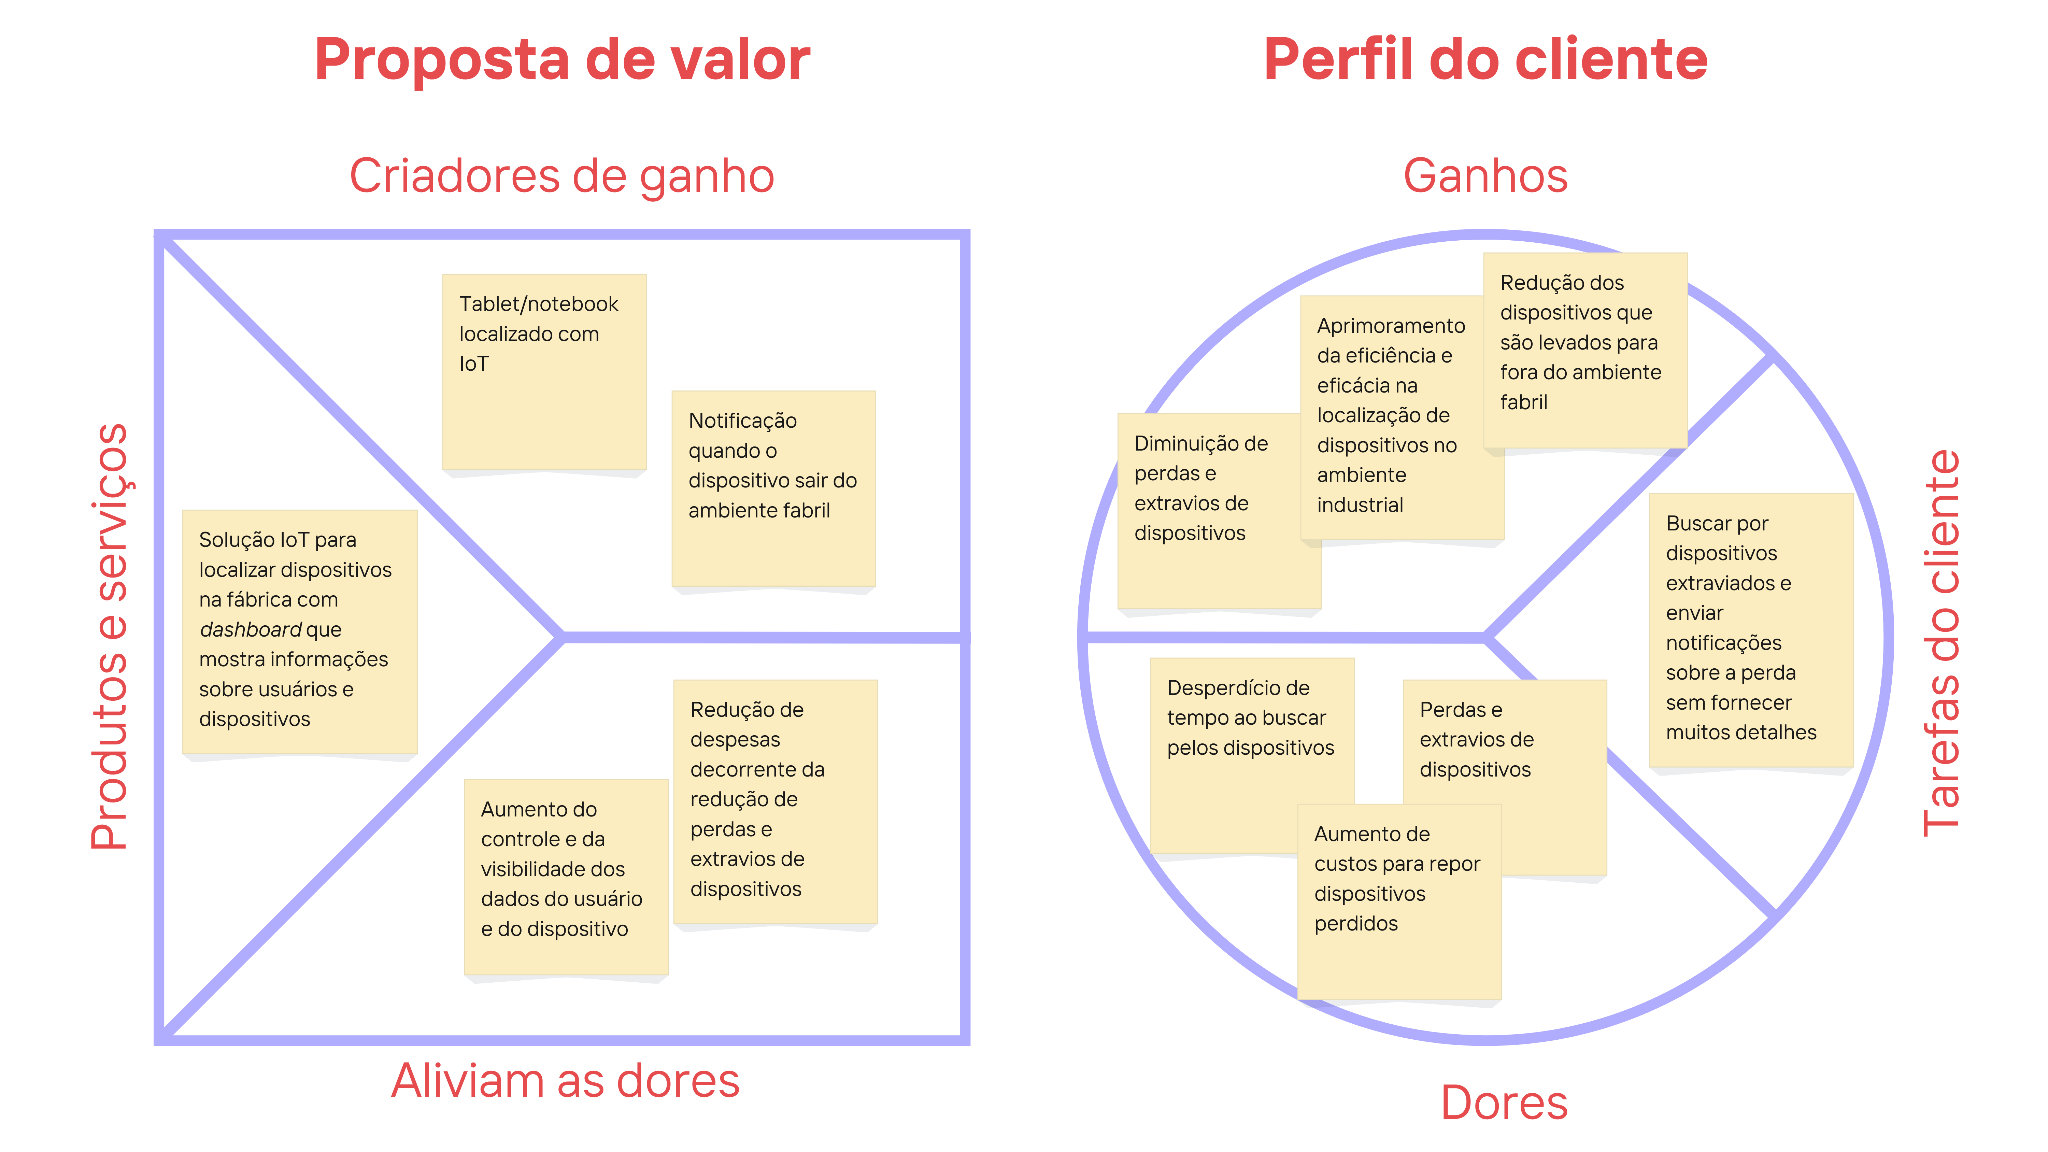 Proposta de valor
Criadores de ganho
Produtos e serviços
Tablet/notebook
localizado com
IoT
Notificação
quando o
dispositivo sair do
ambiente fabril
Solução IoT para
localizar dispositivos
na fábrica com
dashboard que
mostra informações
sobre usuários e
dispositivos
Aumento do
controle e da
visibilidade dos
dados do usuário
e do dispositivo
Redução de
despesas
decorrente da
redução de
perdas e
extravios de
dispositivos
Aliviam as dores
Perfil do cliente
Ganhos
Diminuição de
perdas e
extravios de
dispositivos
Aprimoramento
da eficiência e
eficácia na
localização de
dispositivos no
ambiente
industrial
Redução dos
dispositivos que
são levados para
fora do ambiente
fabril
Buscar por
dispositivos
extraviados e
enviar
notificações
sobre a perda
sem fornecer
muitos detalhes
Tarefas do cliente
Desperdício de
tempo ao buscar
pelos dispositivos
Perdas e
extravios de
dispositivos
Aumento de
custos para repor
dispositivos
perdidos
Dores